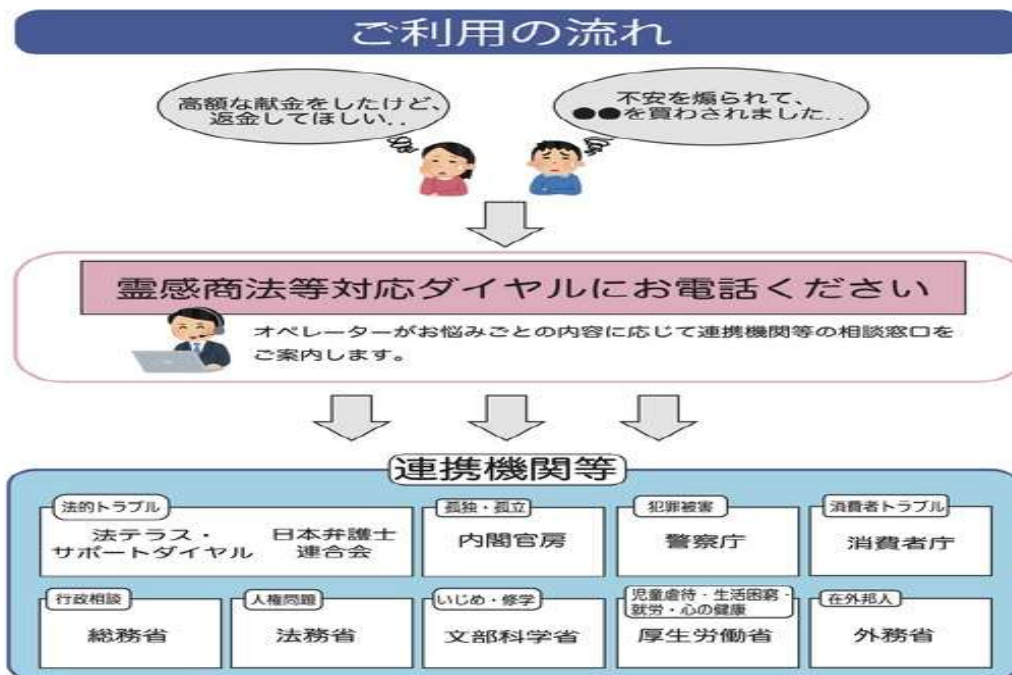 ご利用の流れ
高額な献金をしたけど、
返金してほしい..
不安を煽られて、
●●を買わされました..
霊感商法等対応ダイヤルにお電話ください
オペレーターがお悩みごとの内容に応じて連携機関等の相談窓口を
ご案内します。
連携機関等
法的トラブル
法テラス・
サポートダイヤル
日本弁護士
連合会
孤独・孤立
内閣官房
犯罪被害
警察庁
消費者トラブル
消費者庁
行政相談
総務省
人権問題
法務省
いじめ・修学
文部科学省
児童虐待・生活困窮・
就労・心の健康
厚生労働省
在外邦人
外務省